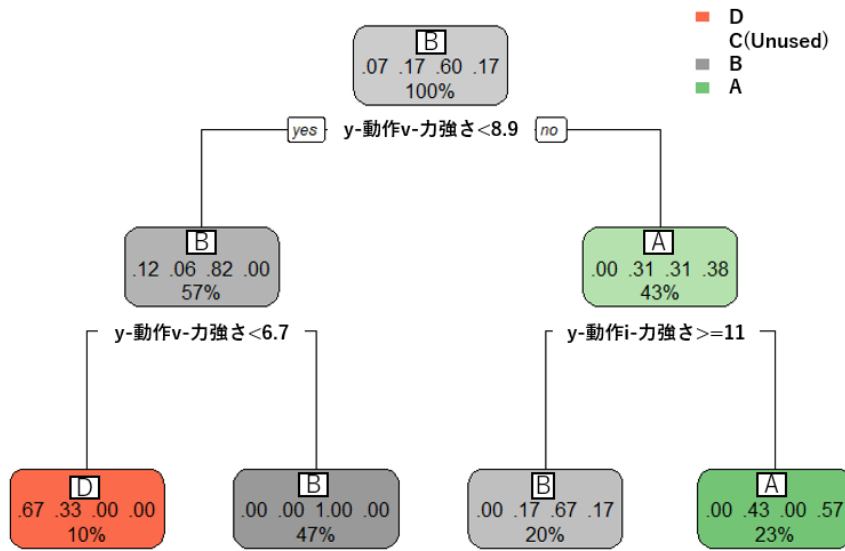 D
C(Unused)
B
A
B
.07 .17 .60 .17
100%
yes y-動作v-力強さ<8.9 no
B
.12 .06 .82 .00
57%
A
.00 .31 .31 .38
43%
y-動作v-力強さ<6.7
y-動作i-力強さ>=11
D
.67 .33 .00 .00
10%
B
.00 .00 1.00 .00
47%
B
.00 .17 .67 .17
20%
A
.00 .43 .00 .57
23%